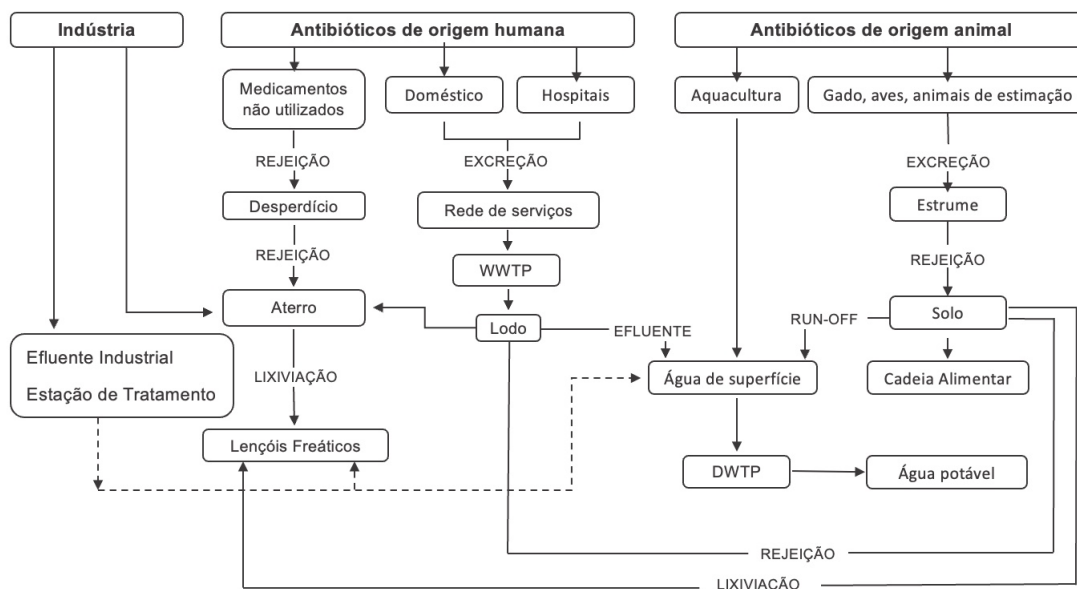 Indústria
Antibióticos de origem humana
Antibióticos de origem animal
Medicamentos
não utilizados
Doméstico
Hospitais
Aquacultura
Gado, aves, animais de estimação
REJEIÇÃO
EXCREÇÃO
EXCREÇÃO
Desperdício
Rede de serviços
Estrume
REJEIÇÃO
WWTP
REJEIÇÃO
Aterro
Lodo
EFLUENTE
RUN-OFF
Solo
Efluente Industrial
Estação de Tratamento
LIXIVIAÇÃO
Água de superfície
Cadeia Alimentar
Lençóis Freáticos
DWTP
Água potável
REJEIÇÃO
LIXIVIAÇÃO